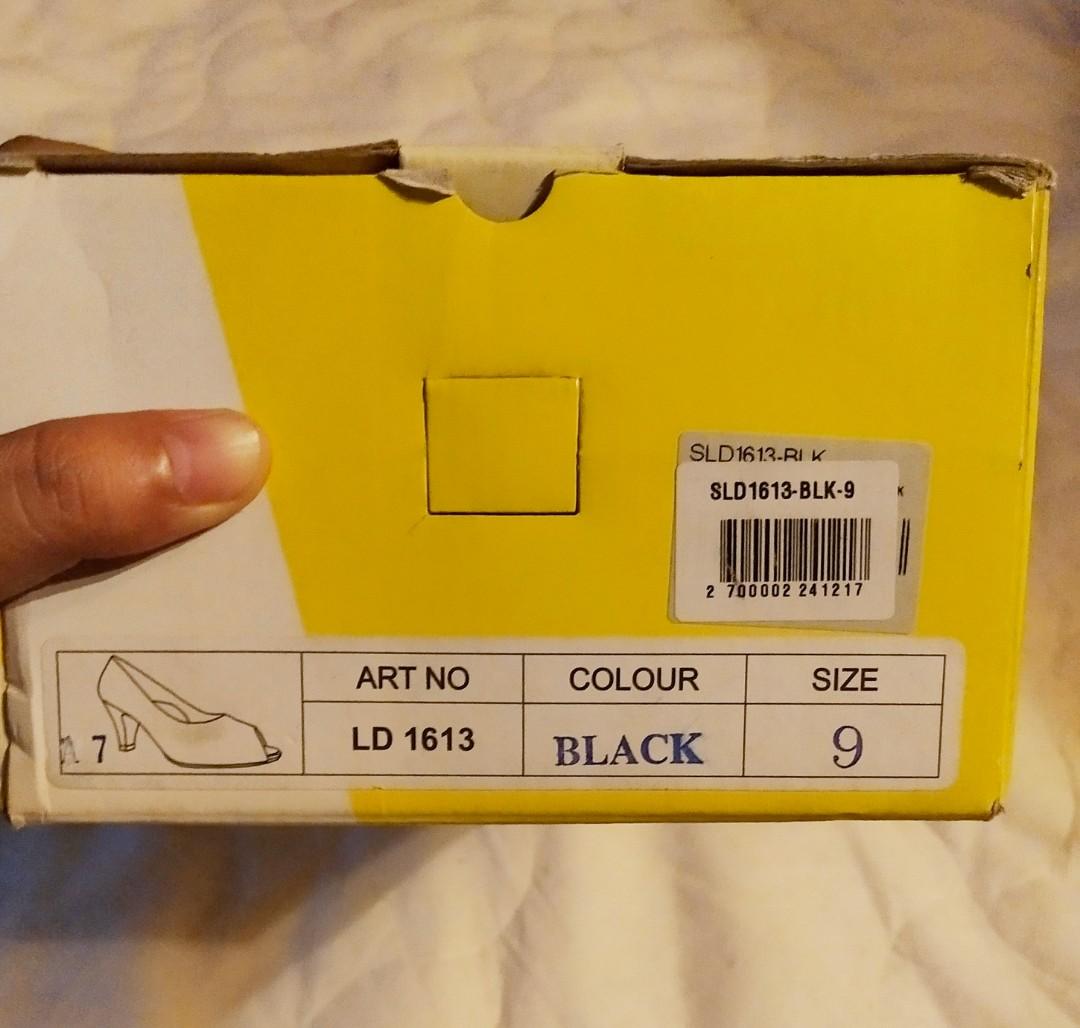 SLD1613-BLK
SLD1613-BLK-9
K
2 700002 241217
ART NO COLOUR SIZE
LD 1613 BLACK 9
7